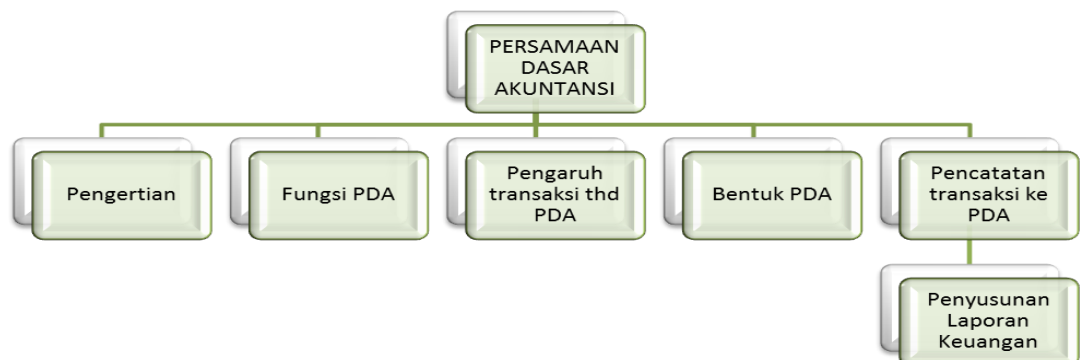 PERSAMAAN
DASAR
AKUNTANSI
Pengertian
Fungsi PDA
Pengaruh
transaksi thd
PDA
Bentuk PDA
Pencatatan
transaksi ke
PDA
Penyusunan
Laporan
Keuangan